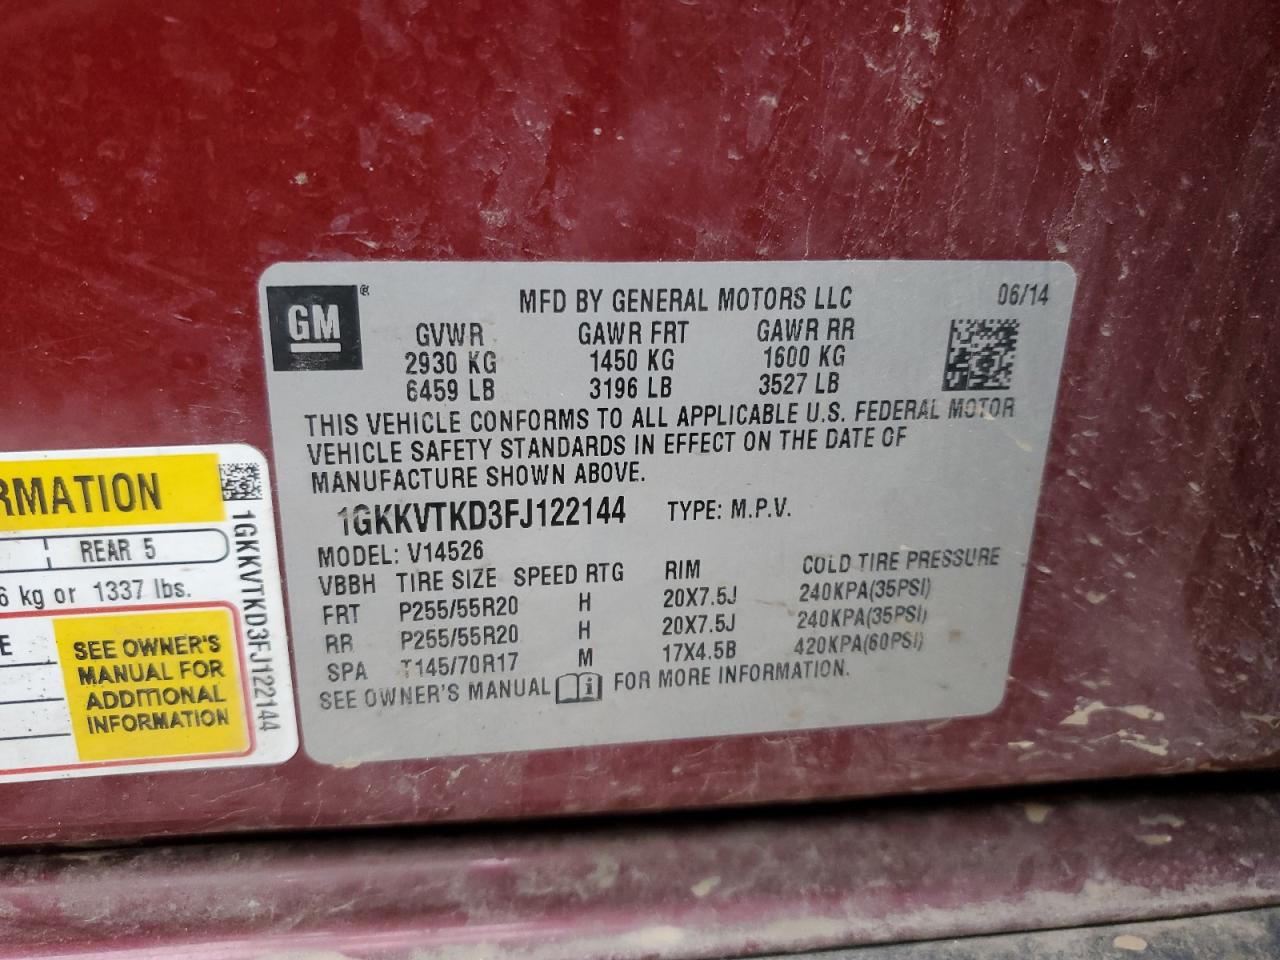 GM ®
MFD BY GENERAL MOTORS LLC 06/14
GVWR GAWR FRT GAWR RR
2930 KG 1450 KG 1600 KG
6459 LB 3196 LB 3527 LB
THIS VEHICLE CONFORMS TO ALL APPLICABLE U.S. FEDERAL MOTOR
VEHICLE SAFETY STANDARDS IN EFFECT ON THE DATE OF
MANUFACTURE SHOWN ABOVE.
1GKKVTKD3FJ122144 TYPE: M.P.V.
MODEL: V14526
VBBH TIRE SIZE SPEED RTG RIM COLD TIRE PRESSURE
FRT P255/55R20 H 20X7.5J 240KPA(35PSI)
RR P255/55R20 H 20X7.5J 240KPA(35PSI)
SPA T145/70R17 M 17X4.5B 420KPA(60PSI)
SEE OWNER'S MANUAL i FOR MORE INFORMATION.
RMATION
REAR 5
6 kg or 1337 lbs.
E
SEE OWNER'S
MANUAL FOR
ADDITIONAL
INFORMATION
1GKKVTKD3FJ122144